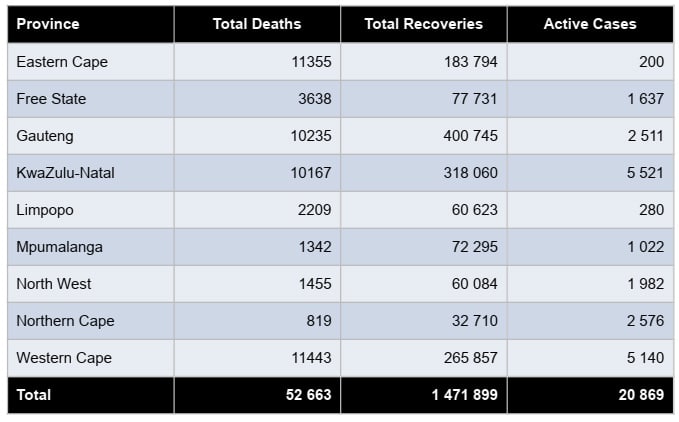 Province Total Deaths Total Recoveries Active Cases
Eastern Cape 11355 183 794 200
Free State 3638 77 731 1 637
Gauteng 10235 400 745 2 511
KwaZulu-Natal 10167 318 060 5 521
Limpopo 2209 60 623 280
Mpumalanga 1342 72 295 1 022
North West 1455 60 084 1 982
Northern Cape 819 32 710 2 576
Western Cape 11443 265 857 5 140
Total 52 663 1 471 899 20 869